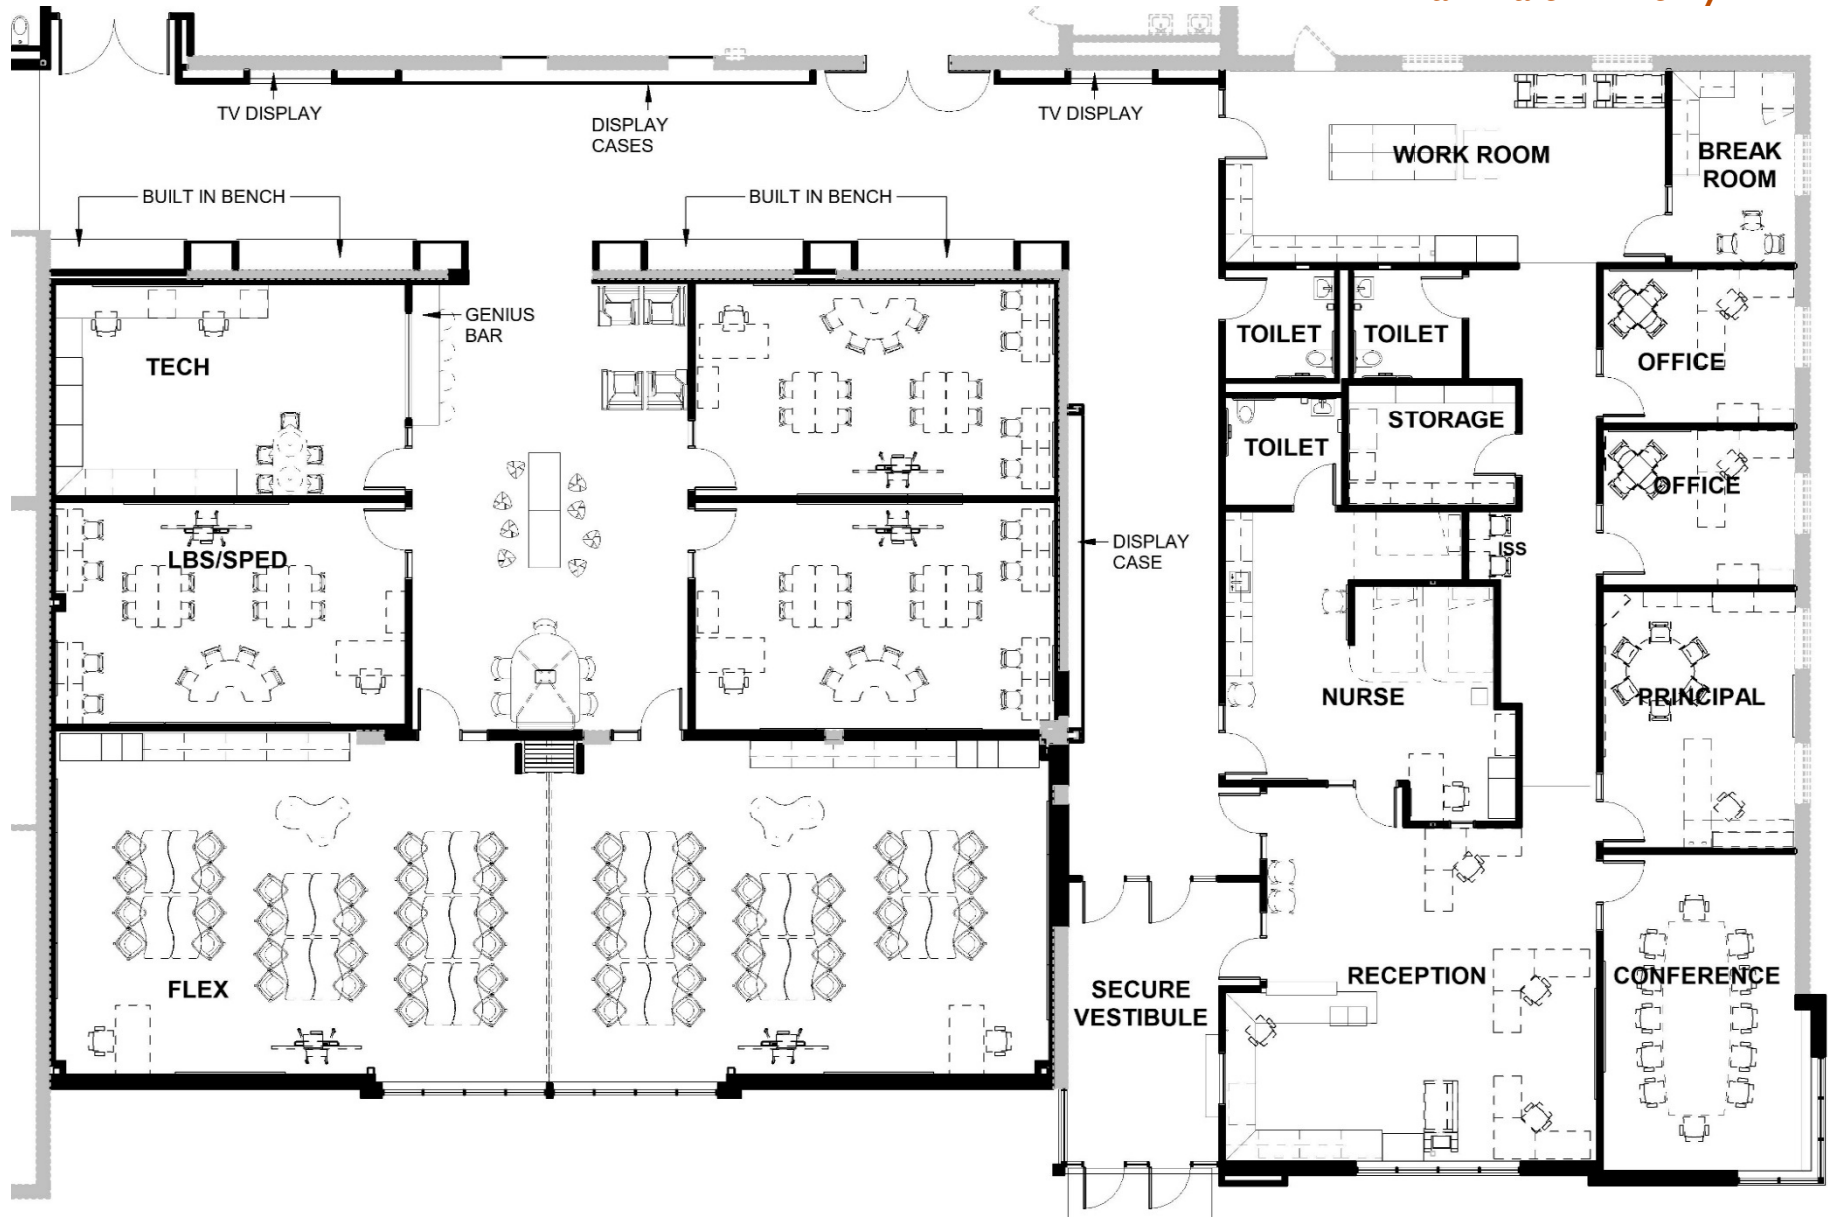 TV DISPLAY
DISPLAY
CASES
TV DISPLAY
WORK ROOM
BREAK
ROOM
BUILT IN BENCH
BUILT IN BENCH
GENIUS
BAR
TECH
TOILET
TOILET
OFFICE
STORAGE
TOILET
OFFICE
LBS/SPED
DISPLAY
CASE
ISS
NURSE
PRINCIPAL
FLEX
SECURE
VESTIBULE
RECEPTION
CONFERENCE